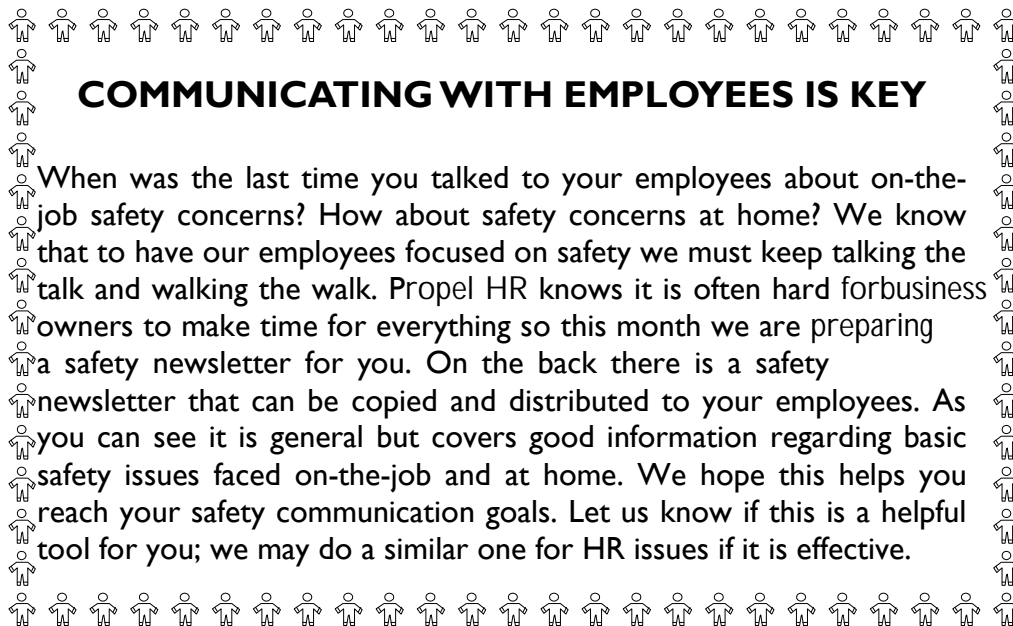 COMMUNICATING WITH EMPLOYEES IS KEY
When was the last time you talked to your employees about on-the-
job safety concerns? How about safety concerns at home? We know
that to have our employees focused on safety we must keep talking the
talk and walking the walk. Propel HR knows it is often hard forbusiness
owners to make time for everything so this month we are preparing
a safety newsletter for you. On the back there is a safety
newsletter that can be copied and distributed to your employees. As
you can see it is general but covers good information regarding basic
safety issues faced on-the-job and at home. We hope this helps you
reach your safety communication goals. Let us know if this is a helpful
tool for you; we may do a similar one for HR issues if it is effective.